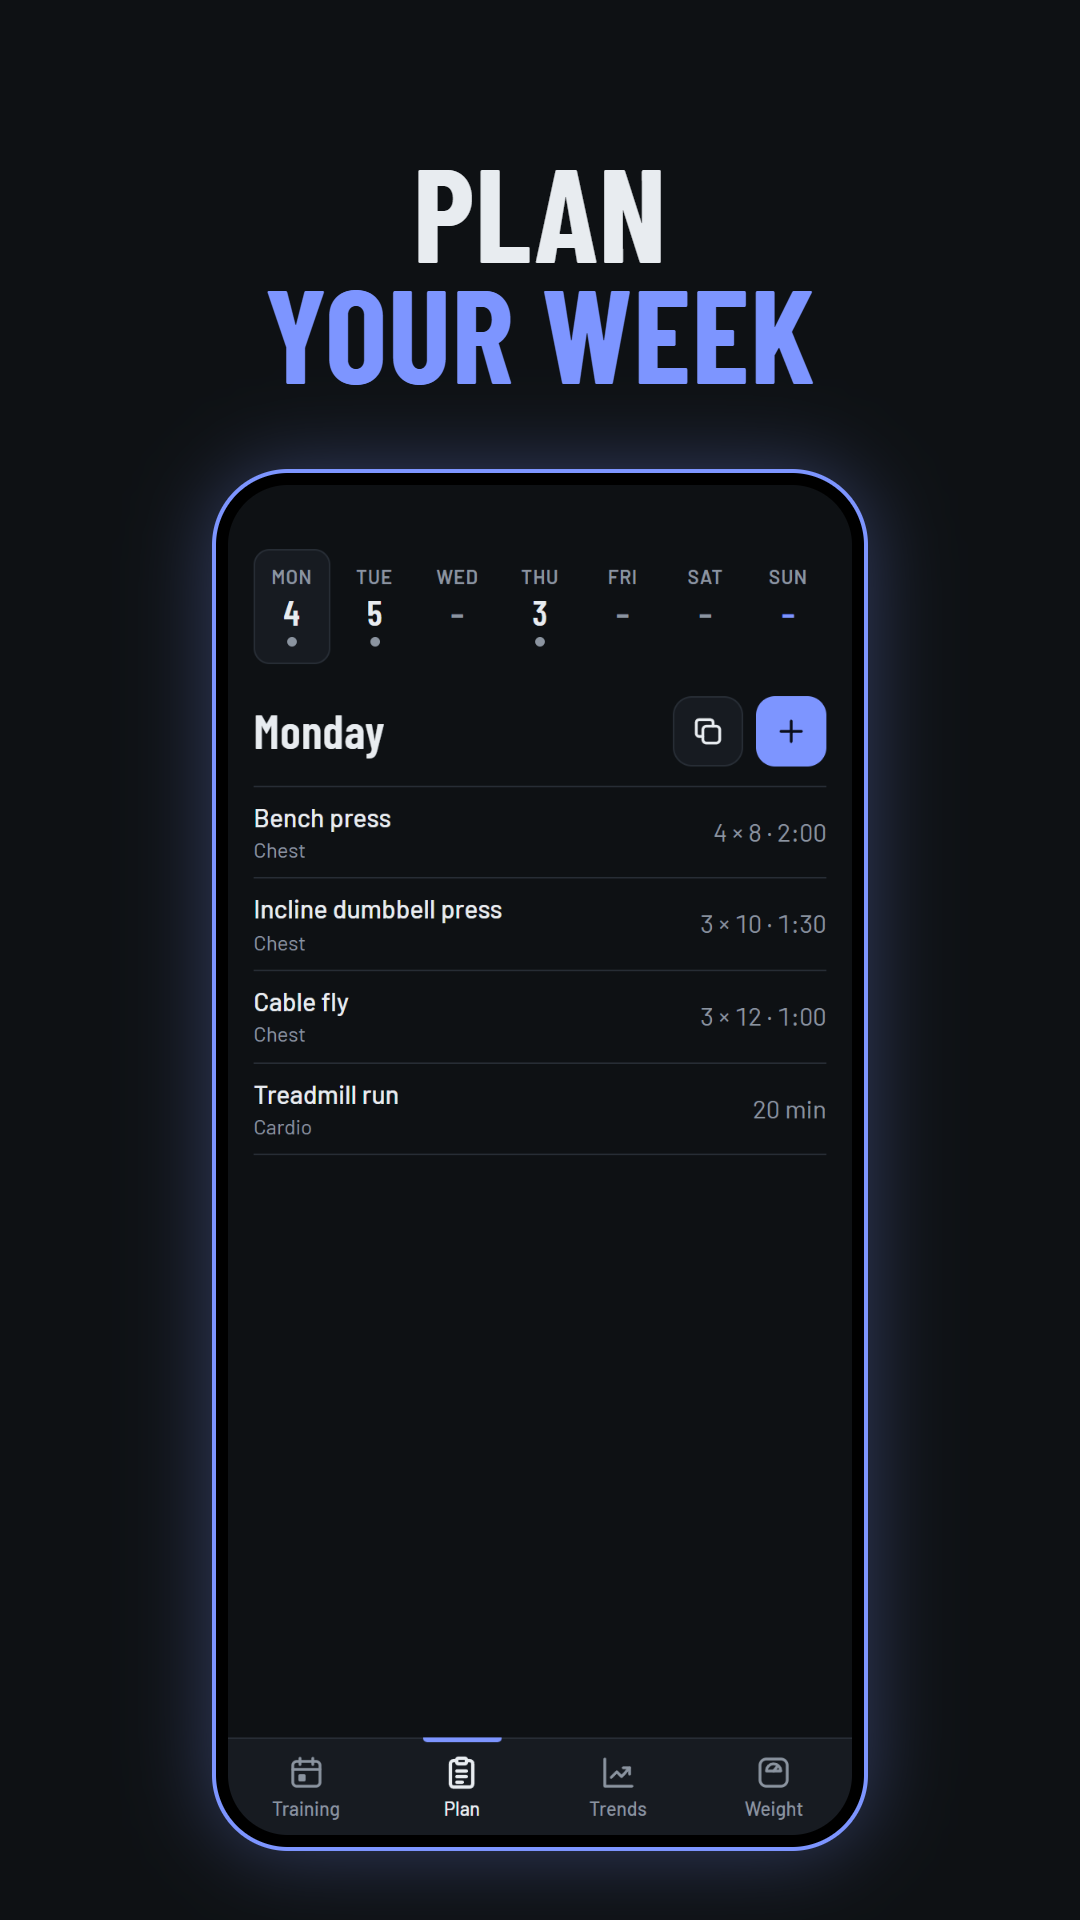 PLAN
YOUR WEEK
MON TUE WED THU FRI SAT SUN
4 5 – 3 – – –
Monday
Bench press
Chest
4 × 8 · 2:00
Incline dumbbell press
Chest
3 × 10 · 1:30
Cable fly
Chest
3 × 12 · 1:00
Treadmill run
Cardio
20 min
Training Plan Trends Weight